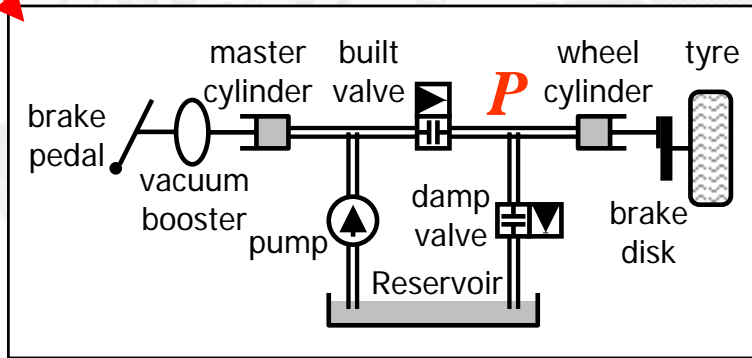 master
cylinder
built
valve
P
wheel
cylinder
tyre
brake
pedal
vacuum
booster
pump
damp
valve
brake
disk
Reservoir